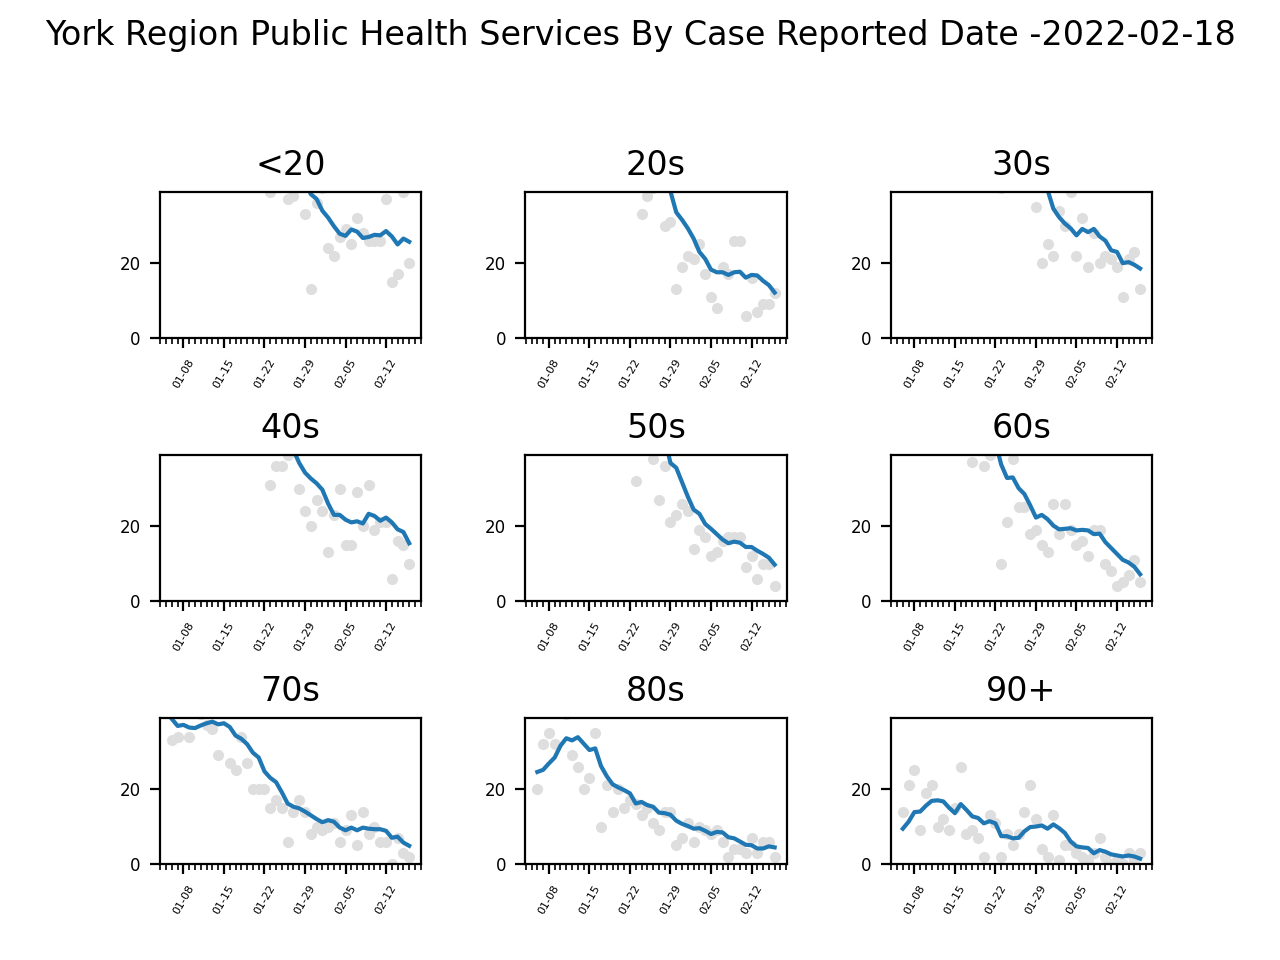 York Region Public Health Services By Case Reported Date -2022-02-18
<20 20s 30s
20 20 20
0 0 0
01-08 01-15 01-22 01-29 02-05 02-12 01-08 01-15 01-22 01-29 02-05 02-12 01-08 01-15 01-22 01-29 02-05 02-12
40s 50s 60s
20 20 20
0 0 0
01-08 01-15 01-22 01-29 02-05 02-12 01-08 01-15 01-22 01-29 02-05 02-12 01-08 01-15 01-22 01-29 02-05 02-12
70s 80s 90+
20 20 20
0 0 0
01-08 01-15 01-22 01-29 02-05 02-12 01-08 01-15 01-22 01-29 02-05 02-12 01-08 01-15 01-22 01-29 02-05 02-12